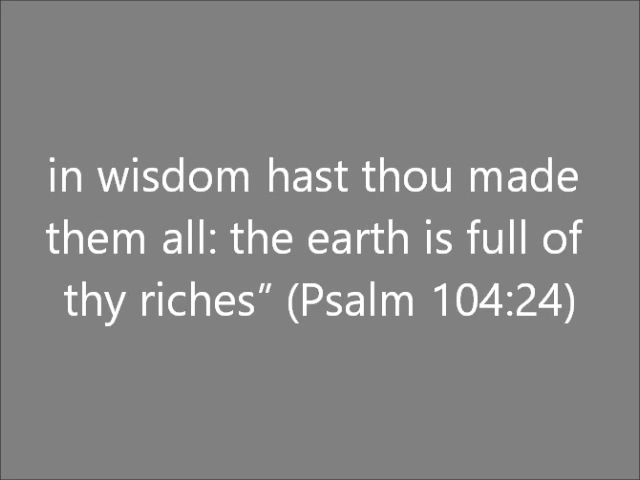 in wisdom hast thou made
them all: the earth is full of
thy riches” (Psalm 104:24)